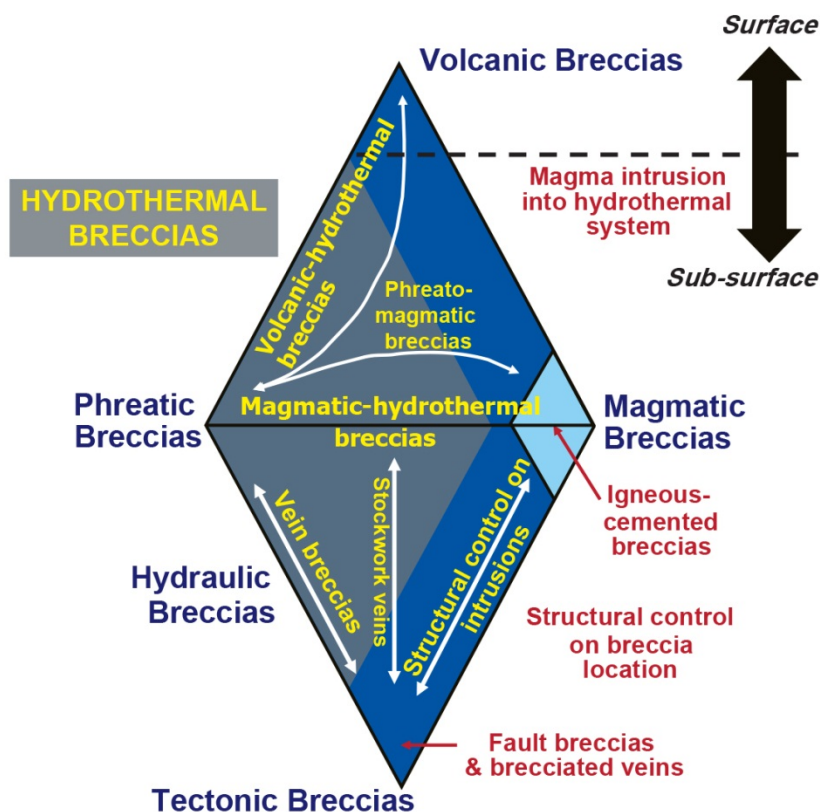 Surface
Volcanic Breccias
HYDROTHERMAL
BRECCIAS
Magma intrusion
into hydrothermal
system
Sub-surface
Volcanic-hydrothermal
breccias
Phreato-
magmatic
breccias
Phreatic
Breccias
Magmatic-hydrothermal
breccias
Magmatic
Breccias
Igneous-
cemented
breccias
Hydraulic
Breccias
Vein breccias
Stockwork veins
Structural control on
intrusions
Structural control
on breccia
location
Fault breccias
& brecciated veins
Tectonic Breccias